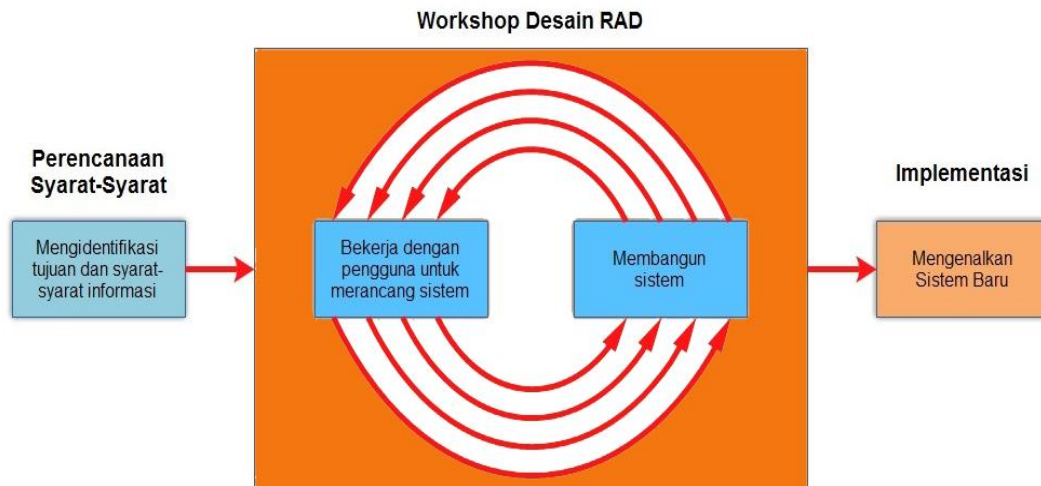 Workshop Desain RAD
Perencanaan
Syarat-Syarat
Mengidentifikasi
tujuan dan syarat-
syarat informasi
Bekerja dengan
pengguna untuk
merancang sistem
Membangun
sistem
Implementasi
Mengenalkan
Sistem Baru